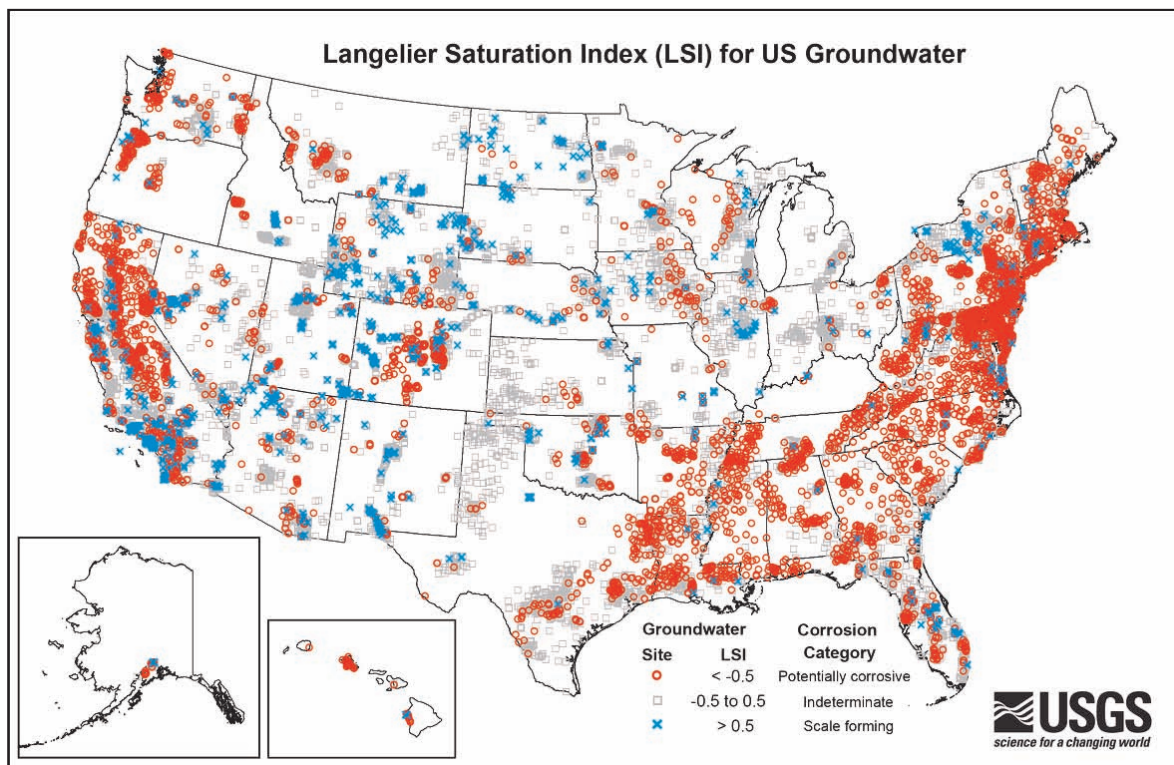 Langelier Saturation Index (LSI) for US Groundwater
Groundwater Corrosion
Site LSI Category
< -0.5 Potentially corrosive
-0.5 to 0.5 Indeterminate
> 0.5 Scale forming
USGS
science for a changing world